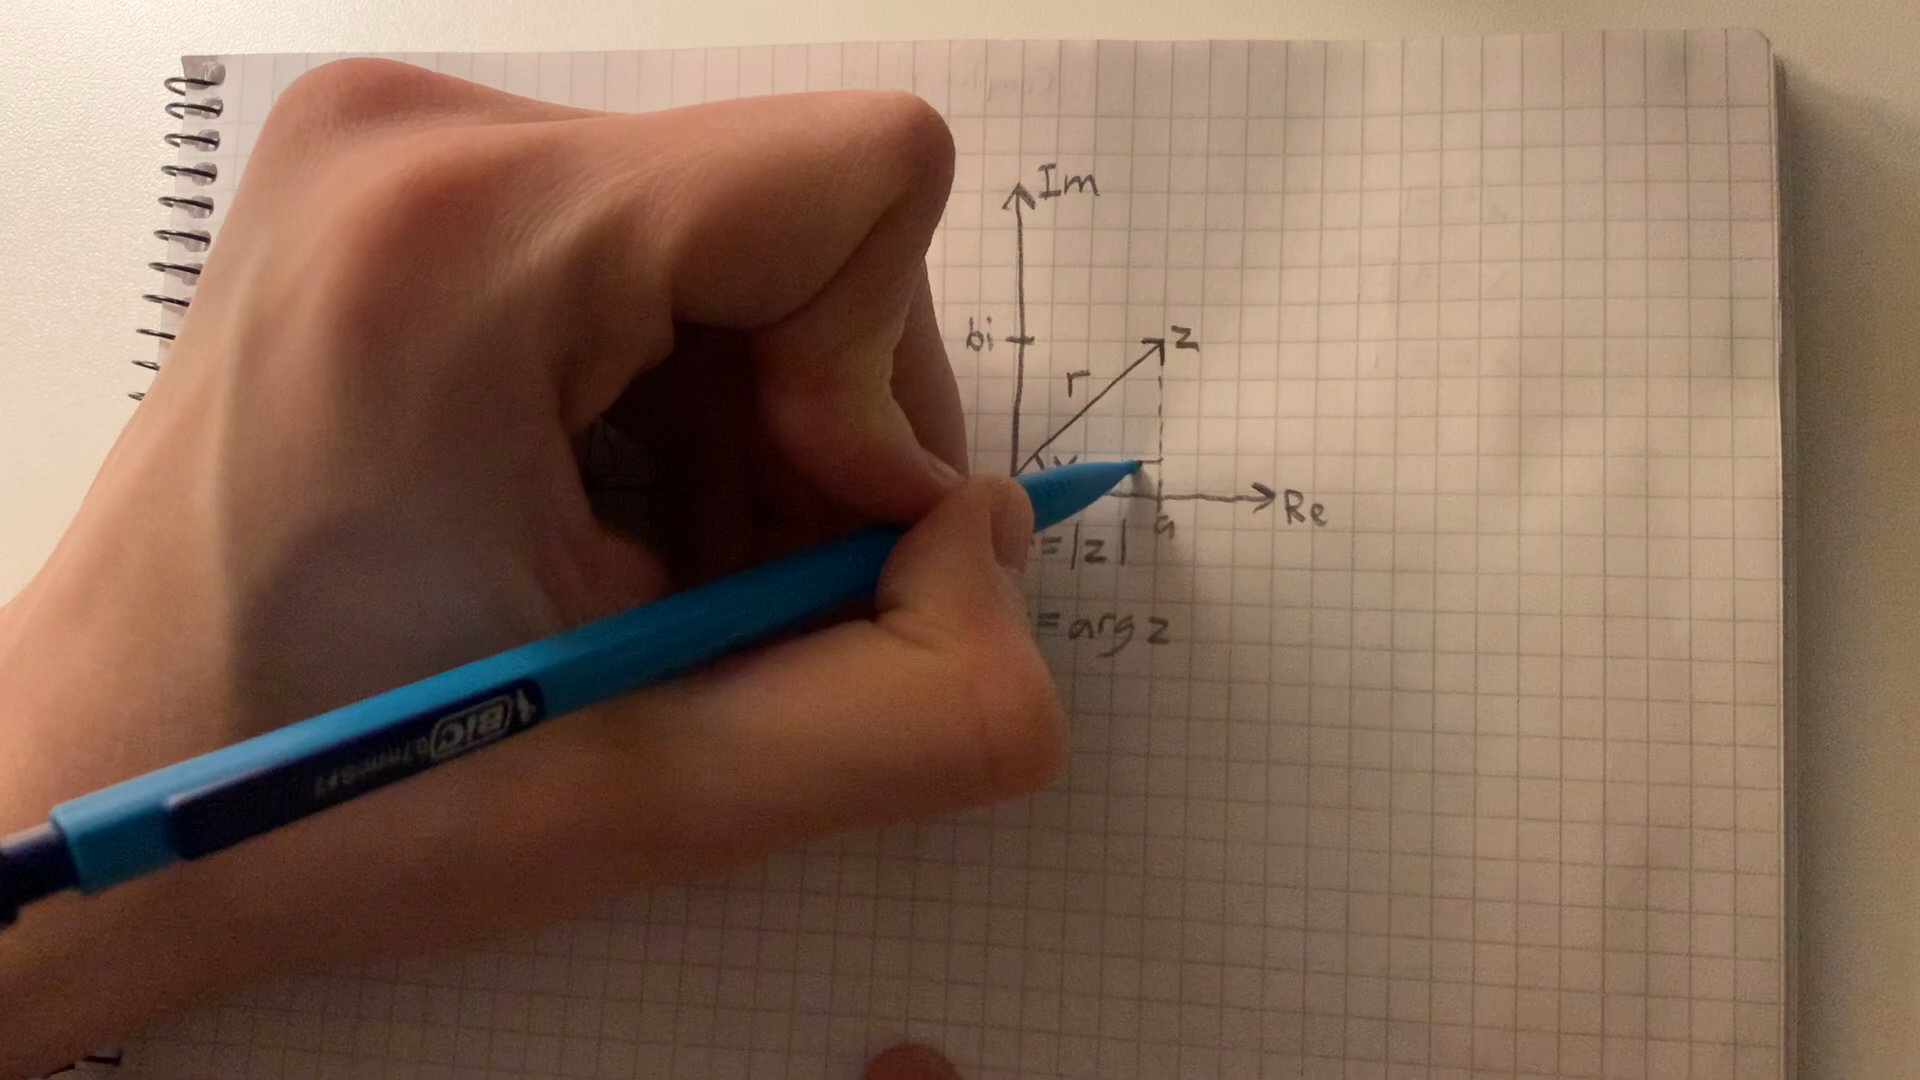 Im
bi
z
r
v
Re
a
= |z|
= arg z
BIC